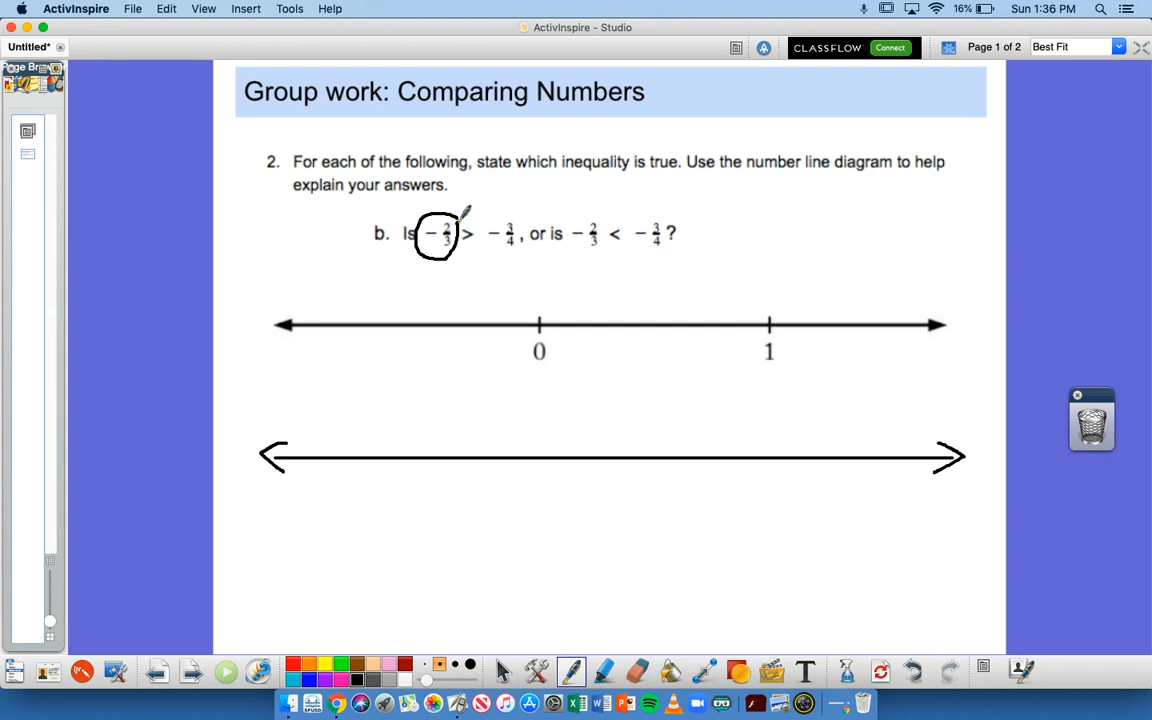 ActivInspire File Edit View Insert Tools Help 16% Sun 1:36 PM
ActivInspire - Studio
Untitled* CLASSFLOW Connect Page 1 of 2 Best Fit
ge Brow
Group work: Comparing Numbers
2. For each of the following, state which inequality is true. Use the number line diagram to help
explain your answers.
b. Is − 2/3 > − 3/4 , or is − 2/3 < − 3/4 ?
0 1
T
SFUSD